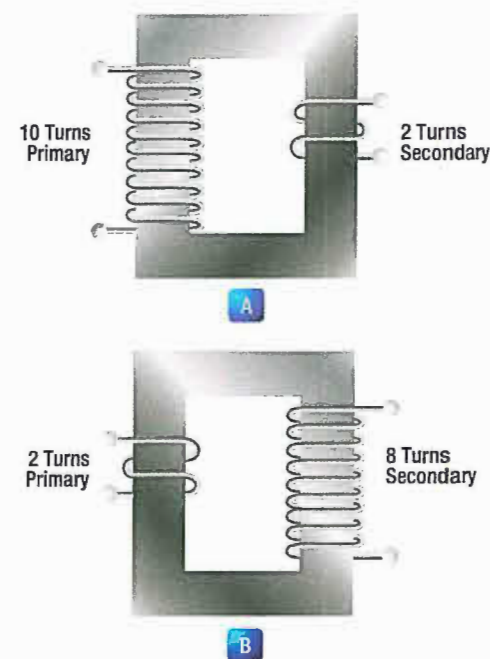 10 Turns
Primary
2 Turns
Secondary
A
2 Turns
Primary
8 Turns
Secondary
B